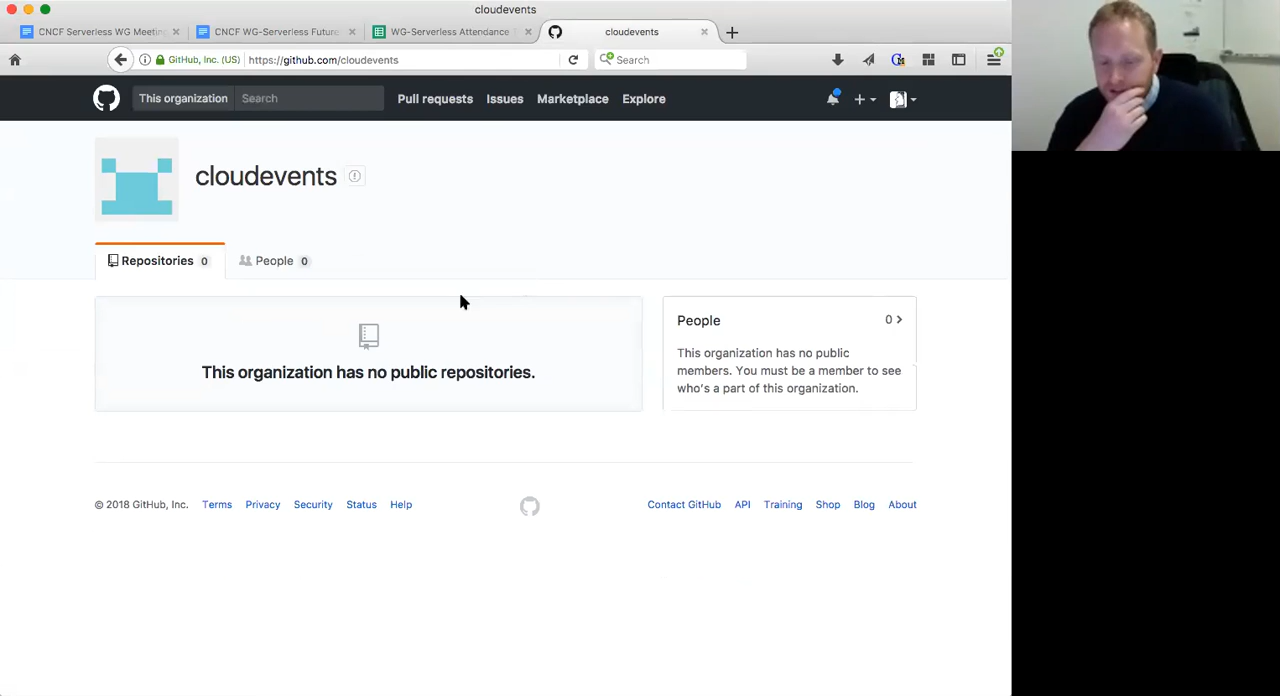 cloudevents
CNCF Serverless WG Meetin
CNCF WG-Serverless Future
WG-Serverless Attendance
cloudevents
GitHub, Inc. (US)
https://github.com/cloudevents
Search
This organization
Search
Pull requests
Issues
Marketplace
Explore
cloudevents
Repositories 0
People 0
This organization has no public repositories.
People
0
This organization has no public
members. You must be a member to see
who's a part of this organization.
© 2018 GitHub, Inc.
Terms
Privacy
Security
Status
Help
Contact GitHub
API
Training
Shop
Blog
About